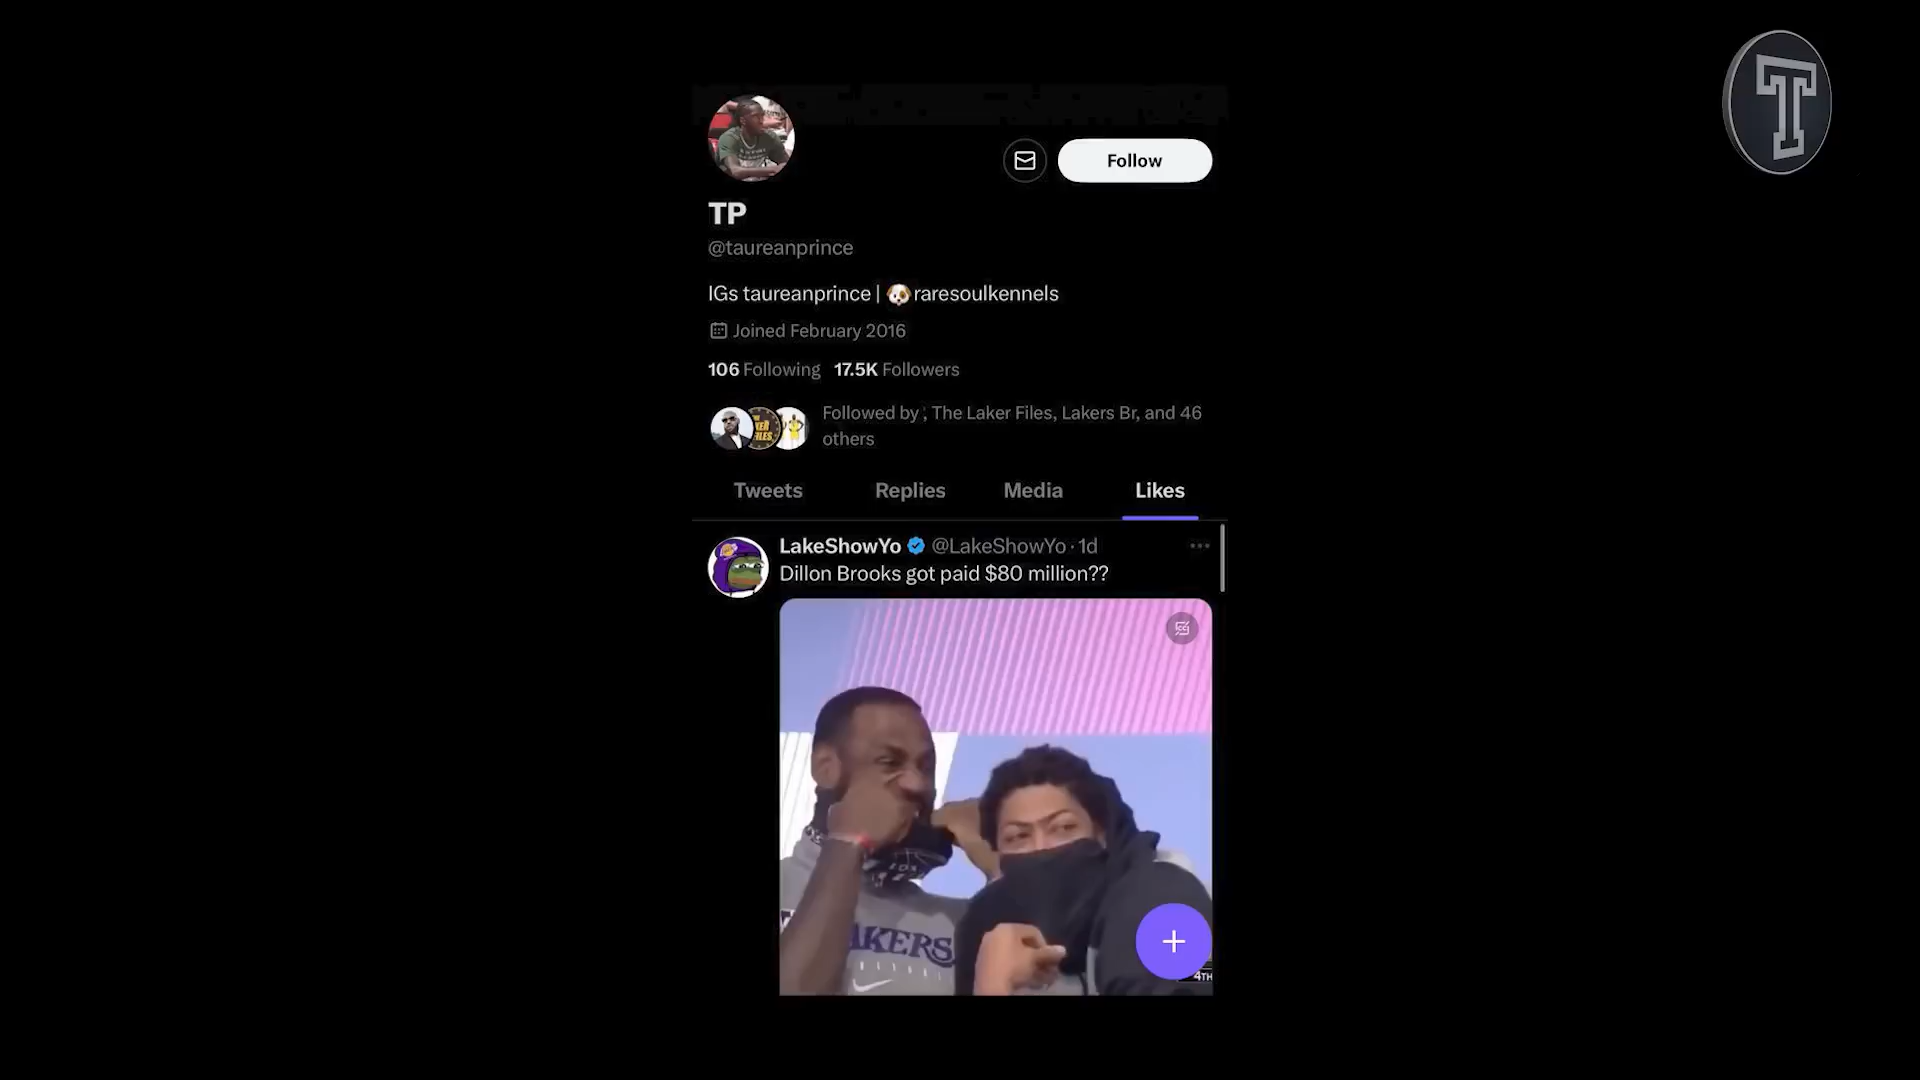 T
Follow
TP
@taureanprince
IGs taureanprince | 🐶raresoulkennels
Joined February 2016
106 Following 17.5K Followers
Followed by , The Laker Files, Lakers Br, and 46
others
Tweets Replies Media Likes
LakeShowYo @LakeShowYo · 1d
Dillon Brooks got paid $80 million??
AKERS
4TH